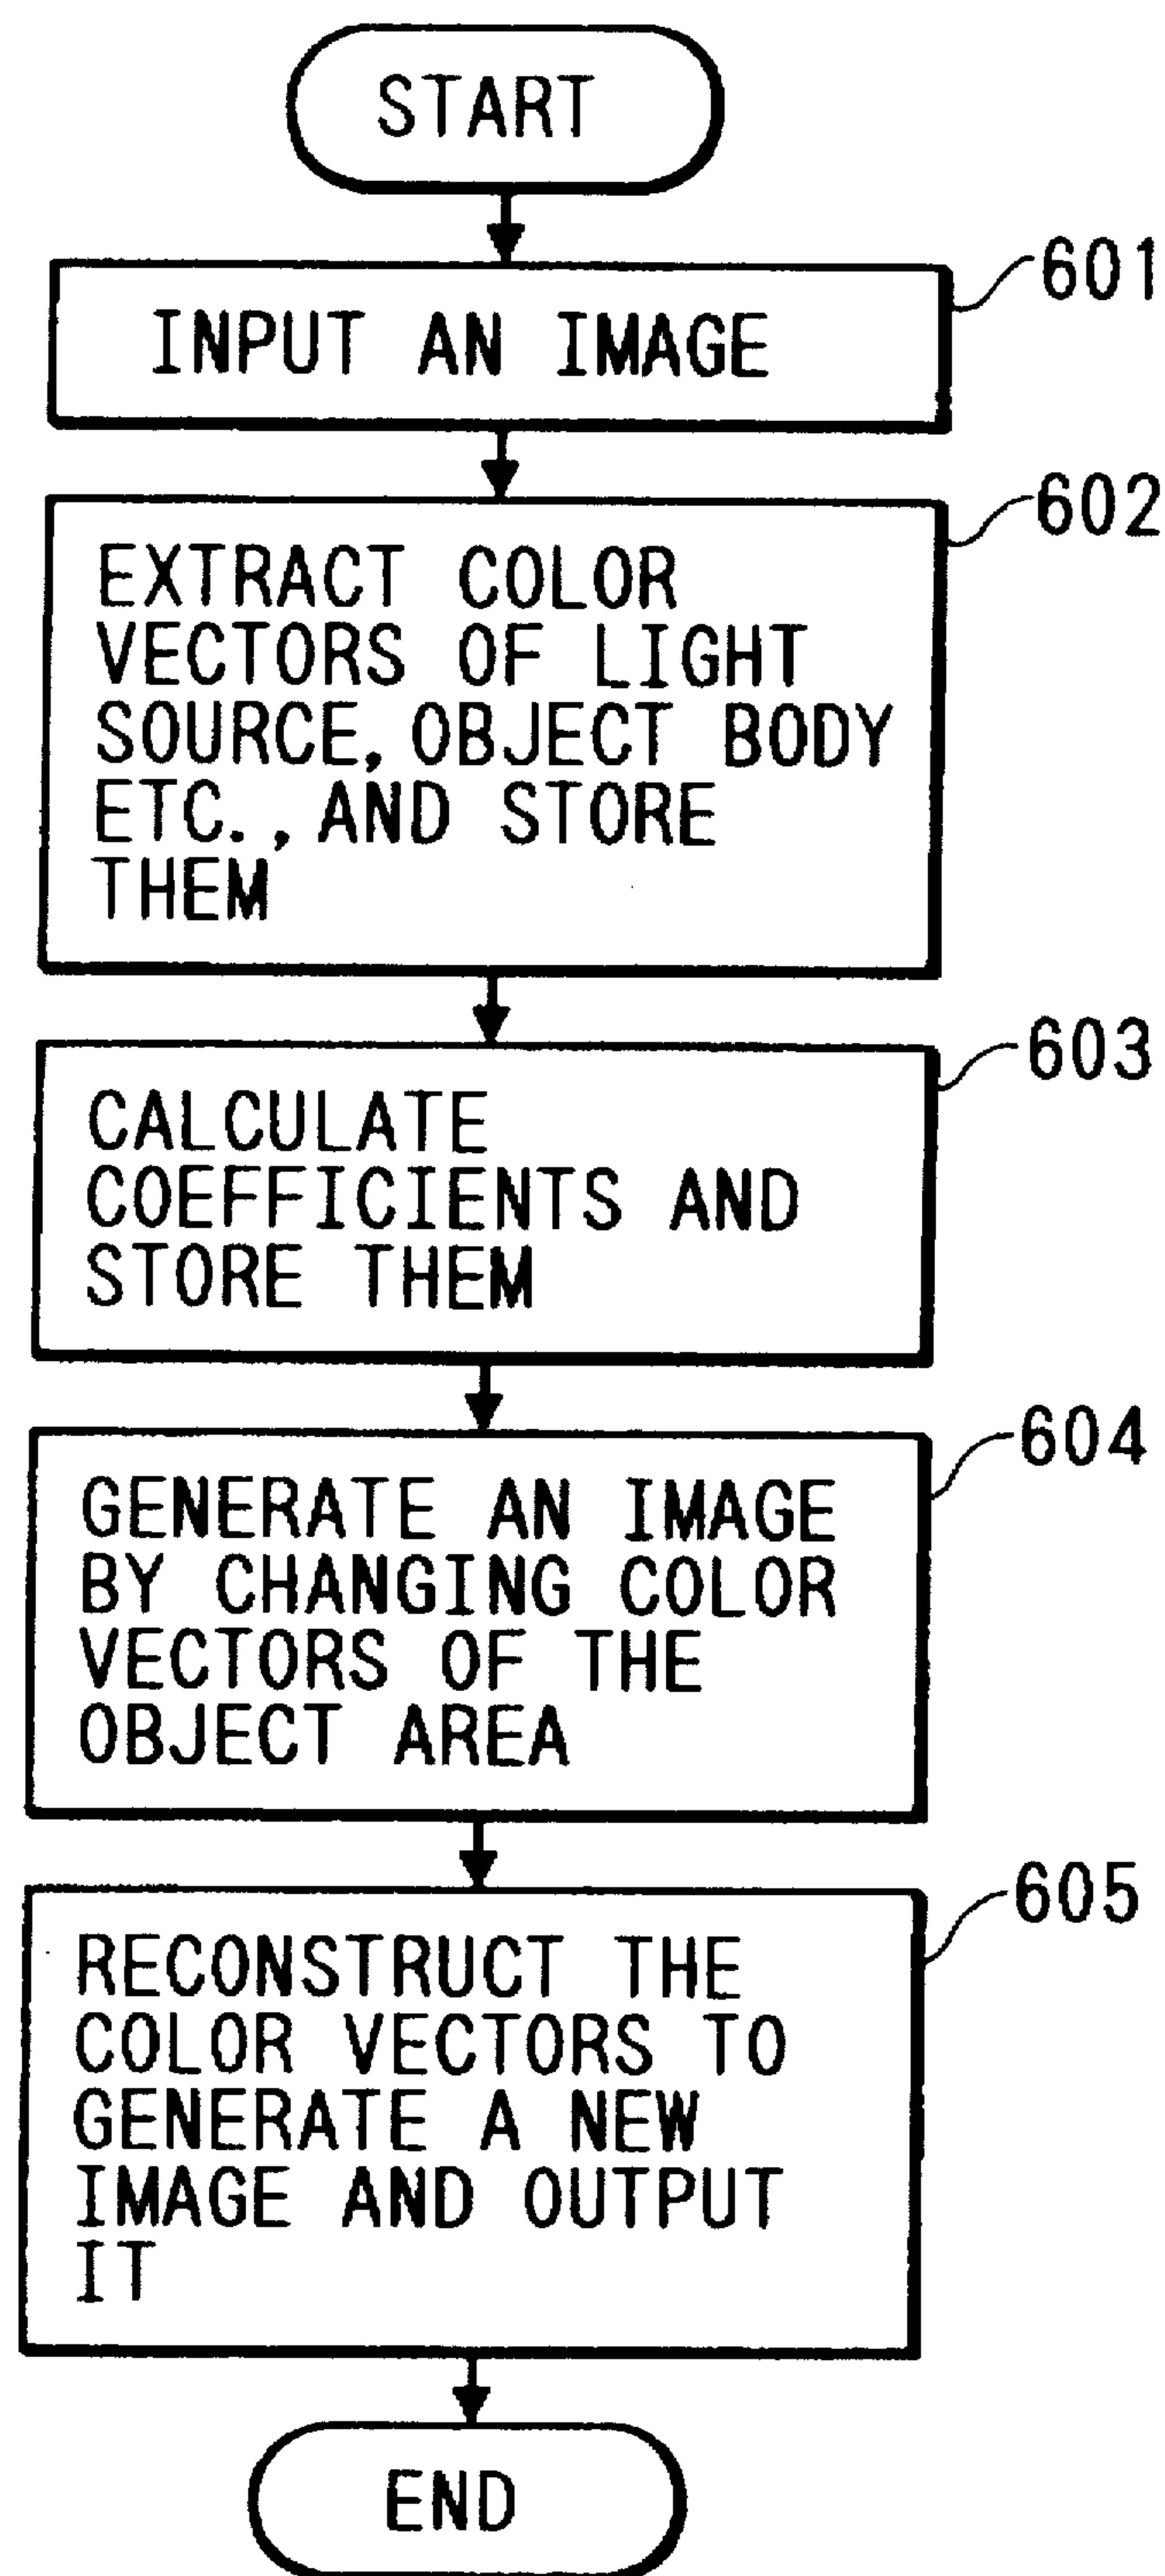 START
601
INPUT AN IMAGE
602
EXTRACT COLOR
VECTORS OF LIGHT
SOURCE, OBJECT BODY
ETC., AND STORE
THEM
603
CALCULATE
COEFFICIENTS AND
STORE THEM
604
GENERATE AN IMAGE
BY CHANGING COLOR
VECTORS OF THE
OBJECT AREA
605
RECONSTRUCT THE
COLOR VECTORS TO
GENERATE A NEW
IMAGE AND OUTPUT
IT
END